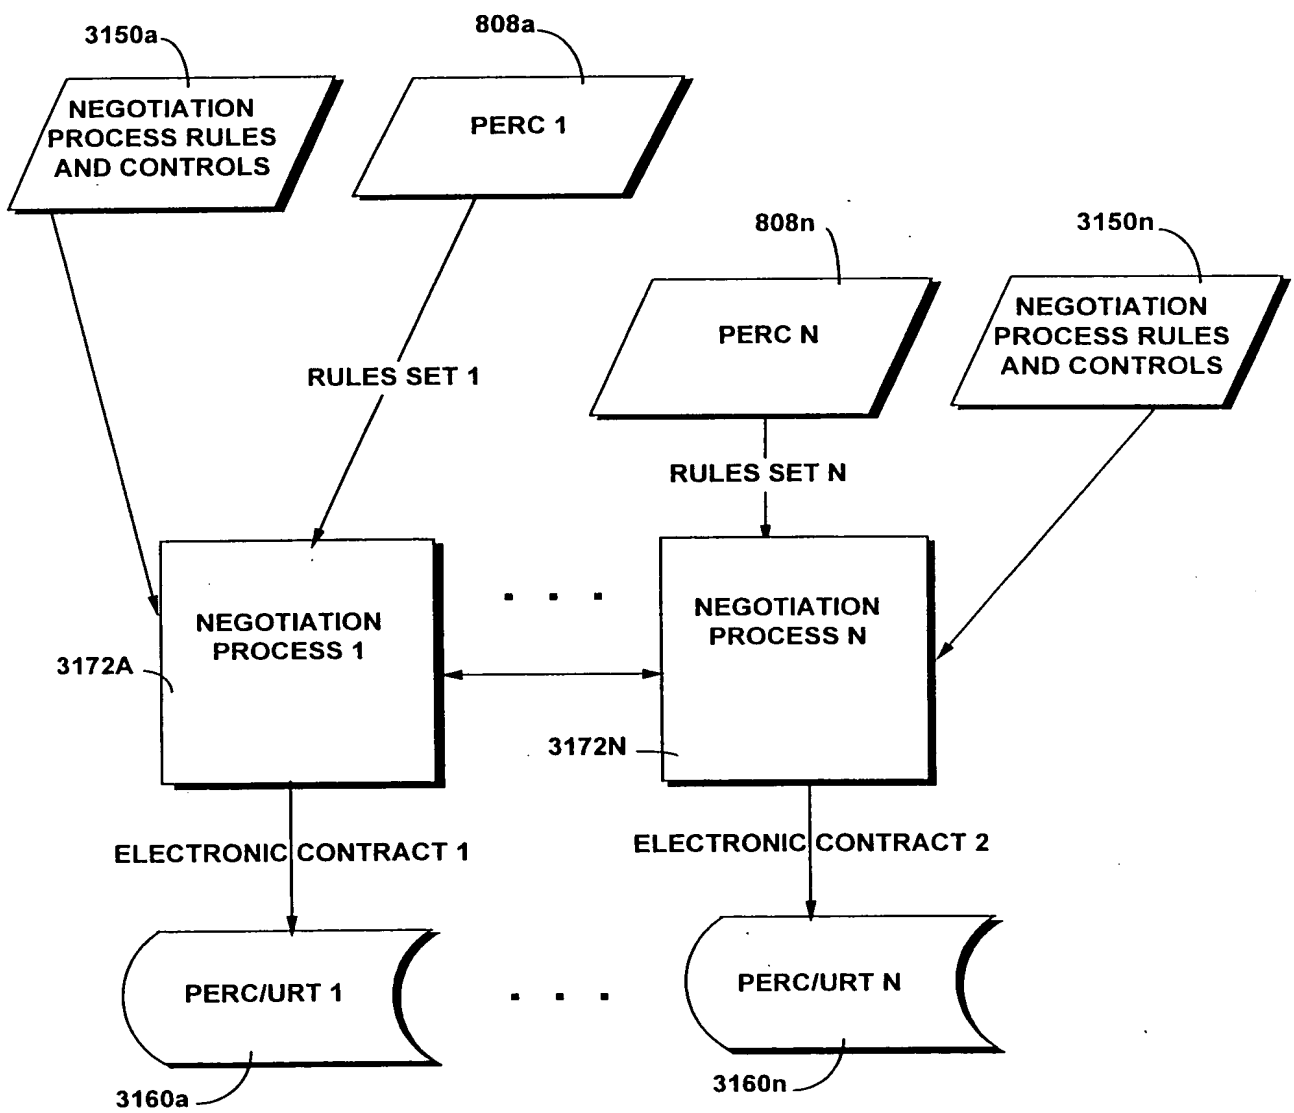 3150a
808a
NEGOTIATION
PROCESS RULES
AND CONTROLS
PERC 1
808n
3150n
PERC N
NEGOTIATION
PROCESS RULES
AND CONTROLS
RULES SET 1
RULES SET N
NEGOTIATION
PROCESS 1
NEGOTIATION
PROCESS N
3172A
3172N
ELECTRONIC CONTRACT 1
ELECTRONIC CONTRACT 2
PERC/URT 1
PERC/URT N
3160a
3160n